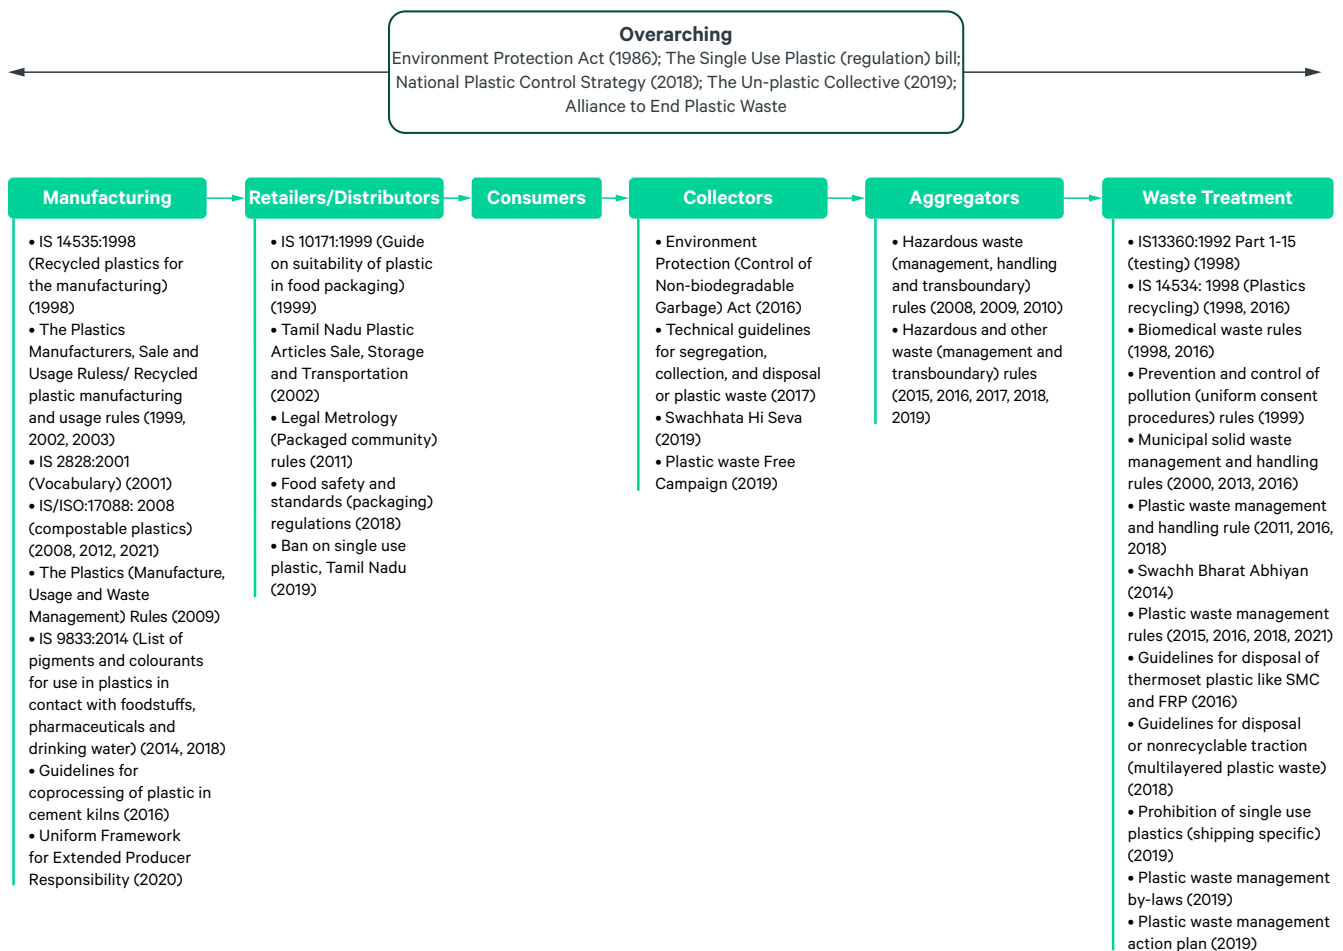 Overarching
Environment Protection Act (1986); The Single Use Plastic (regulation) bill;
National Plastic Control Strategy (2018); The Un-plastic Collective (2019);
Alliance to End Plastic Waste
Manufacturing
• IS 14535:1998
(Recycled plastics for
the manufacturing)
(1998)
• The Plastics
Manufacturers, Sale and
Usage Ruless/ Recycled
plastic manufacturing
and usage rules (1999,
2002, 2003)
• IS 2828:2001
(Vocabulary) (2001)
• IS/ISO:17088: 2008
(compostable plastics)
(2008, 2012, 2021)
• The Plastics (Manufacture,
Usage and Waste
Management) Rules (2009)
• IS 9833:2014 (List of
pigments and colourants
for use in plastics in
contact with foodstuffs,
pharmaceuticals and
drinking water) (2014, 2018)
• Guidelines for
coprocessing of plastic in
cement kilns (2016)
• Uniform Framework
for Extended Producer
Responsibility (2020)
Retailers/Distributors
• IS 10171:1999 (Guide
on suitability of plastic
in food packaging)
(1999)
• Tamil Nadu Plastic
Articles Sale, Storage
and Transportation
(2002)
• Legal Metrology
(Packaged community)
rules (2011)
• Food safety and
standards (packaging)
regulations (2018)
• Ban on single use
plastic, Tamil Nadu
(2019)
Consumers
Collectors
• Environment
Protection (Control of
Non-biodegradable
Garbage) Act (2016)
• Technical guidelines
for segregation,
collection, and disposal
or plastic waste (2017)
• Swachhata Hi Seva
(2019)
• Plastic waste Free
Campaign (2019)
Aggregators
• Hazardous waste
(management, handling
and transboundary)
rules (2008, 2009, 2010)
• Hazardous and other
waste (management and
transboundary) rules
(2015, 2016, 2017, 2018,
2019)
Waste Treatment
• IS13360:1992 Part 1-15
(testing) (1998)
• IS 14534: 1998 (Plastics
recycling) (1998, 2016)
• Biomedical waste rules
(1998, 2016)
• Prevention and control of
pollution (uniform consent
procedures) rules (1999)
• Municipal solid waste
management and handling
rules (2000, 2013, 2016)
• Plastic waste management
and handling rule (2011, 2016,
2018)
• Swachh Bharat Abhiyan
(2014)
• Plastic waste management
rules (2015, 2016, 2018, 2021)
• Guidelines for disposal of
thermoset plastic like SMC
and FRP (2016)
• Guidelines for disposal
or nonrecyclable traction
(multilayered plastic waste)
(2018)
• Prohibition of single use
plastics (shipping specific)
(2019)
• Plastic waste management
by-laws (2019)
• Plastic waste management
action plan (2019)